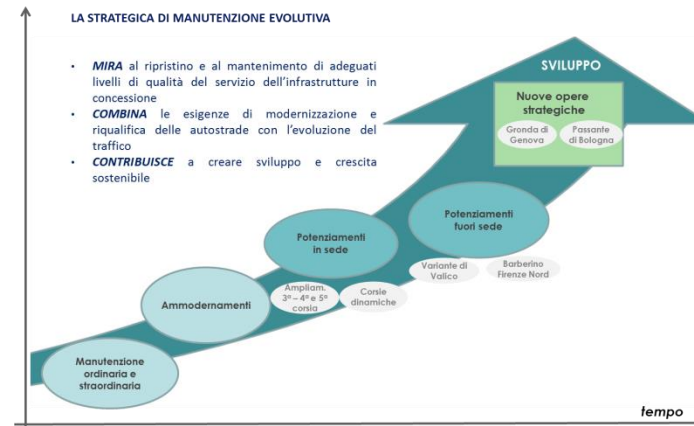 LA STRATEGICA DI MANUTENZIONE EVOLUTIVA
• MIRA al ripristino e al mantenimento di adeguati
livelli di qualità del servizio dell'infrastrutture in
concessione
• COMBINA le esigenze di modernizzazione e
riqualifica delle autostrade con l'evoluzione del
traffico
• CONTRIBUISCE a creare sviluppo e crescita
sostenibile
SVILUPPO
Nuove opere
strategiche
Gronda di
Genova
Passante
di Bologna
Potenziamenti
fuori sede
Variante di
Valico
Barberino
Firenze Nord
Potenziamenti
in sede
Ampliam.
3ª – 4ª e 5ª
corsia
Corsie
dinamiche
Ammodernamenti
Manutenzione
ordinaria e
straordinaria
tempo